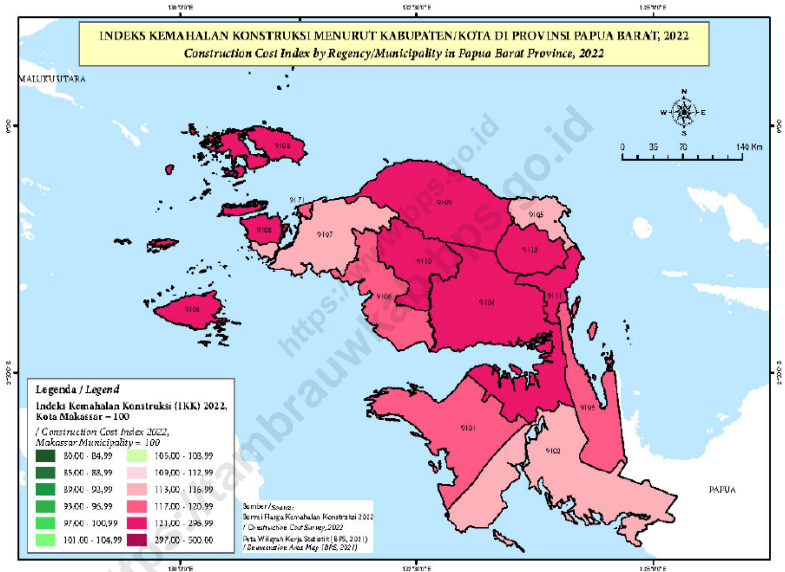 INDEKS KEMAHALAN KONSTRUKSI MENURUT KABUPATEN/KOTA DI PROVINSI PAPUA BARAT, 2022
Construction Cost Index by Regency/Municipality in Papua Barat Province, 2022
MALUKU UTARA
N
W E
S
0 35 70 140 Km
9108
9171
9109
9105
9108
9107
9112
9110
9106
9104
9111
9108
9101
9103
9102
PAPUA
https://www.tambrauwkab.bps.go.id
Legenda / Legend
Indeks Kemahalan Konstruksi (IKK) 2022,
Kota Makassar = 100
/ Construction Cost Index 2022,
Makassar Municipality = 100
80,00 - 84,99 105,00 - 108,99
85,00 - 88,99 109,00 - 112,99
89,00 - 92,99 113,00 - 116,99
93,00 - 96,99 117,00 - 120,99
97,00 - 100,99 121,00 - 296,99
101,00 - 104,99 297,00 - 500,00
Sumber/Source:
Survei Harga Kemahalan Konstruksi 2022
/ Construction Cost Survey, 2022
Peta Wilayah Kerja Statistik (BPS, 2021)
/ Enumeration Area Map (BPS, 2021)